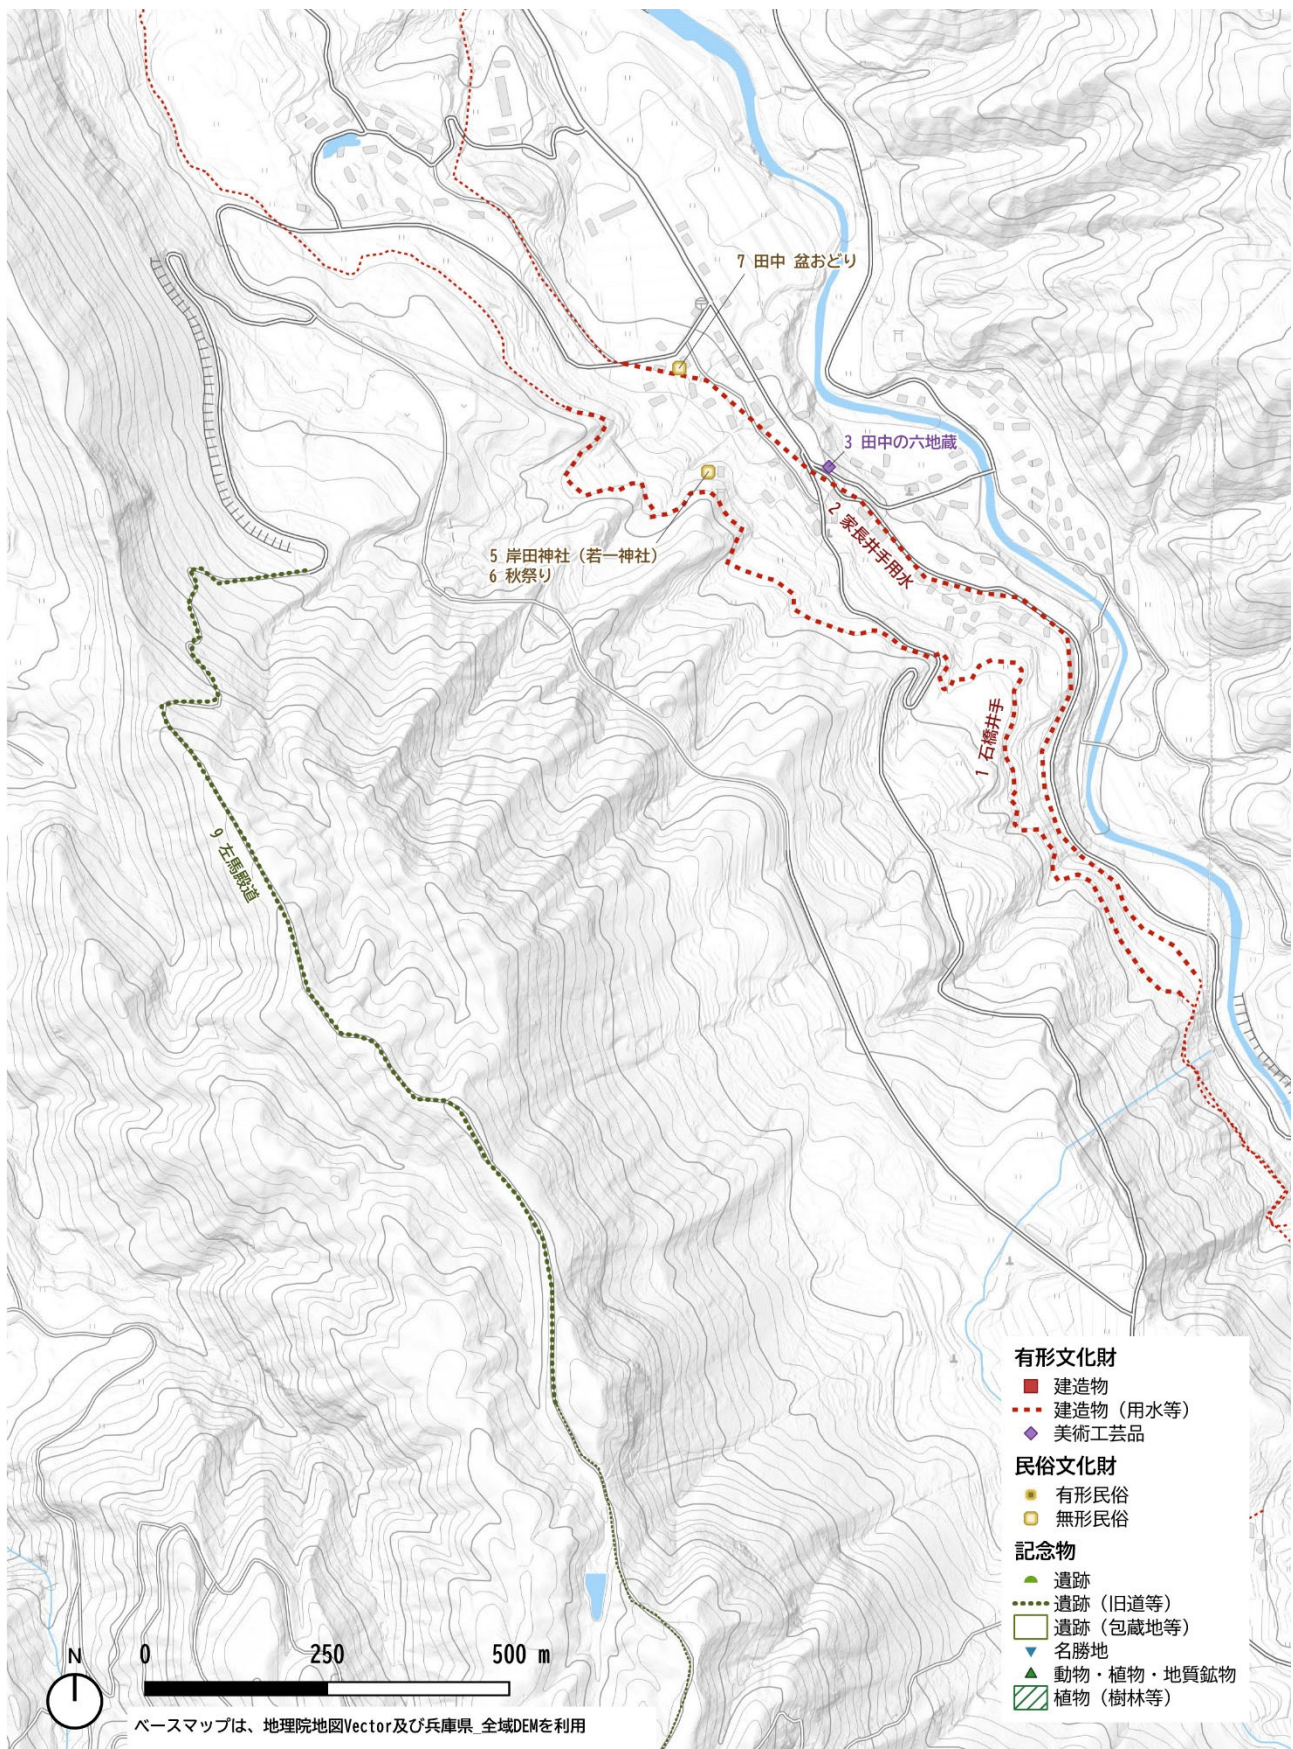 7 田中 盆おどり
3 田中の六地蔵
2 家長井手用水
5 岸田神社（若一神社）
6 秋祭り
1 石橋井手
9 左馬殿道
有形文化財
建造物
建造物（用水等）
美術工芸品
民俗文化財
有形民俗
無形民俗
記念物
遺跡
遺跡（旧道等）
遺跡（包蔵地等）
名勝地
動物・植物・地質鉱物
植物（樹林等）
N
0 250 500 m
ベースマップは、地理院地図Vector及び兵庫県_全域DEMを利用